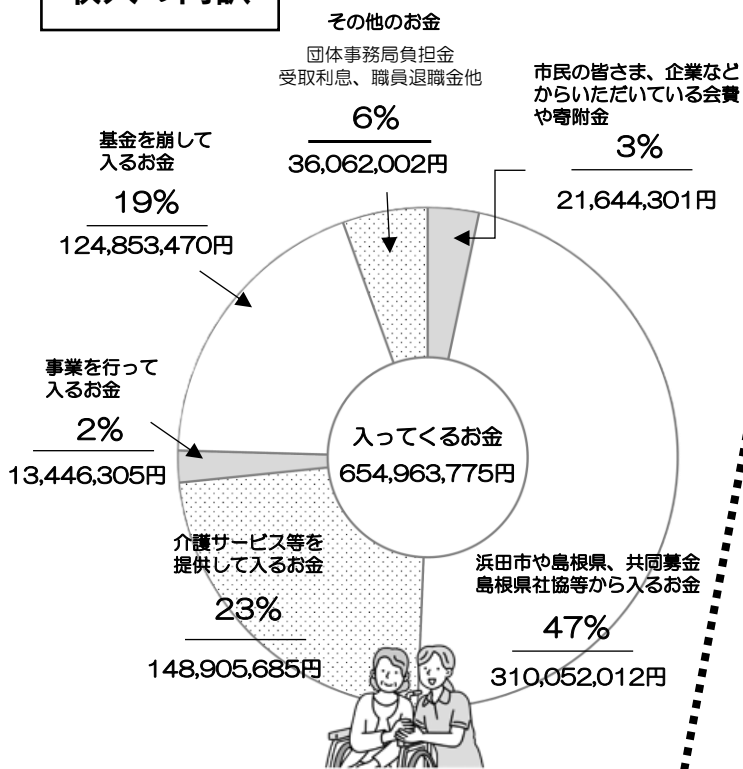 その他のお金
団体事務局負担金
受取利息、職員退職金他
6%
36,062,002円
市民の皆さま、企業など
からいただいている会費
や寄附金
3%
21,644,301円
基金を崩して
入るお金
19%
124,853,470円
事業を行って
入るお金
2%
13,446,305円
入ってくるお金
654,963,775円
介護サービス等を
提供して入るお金
23%
148,905,685円
浜田市や島根県、共同募金
島根県社協等から入るお金
47%
310,052,012円